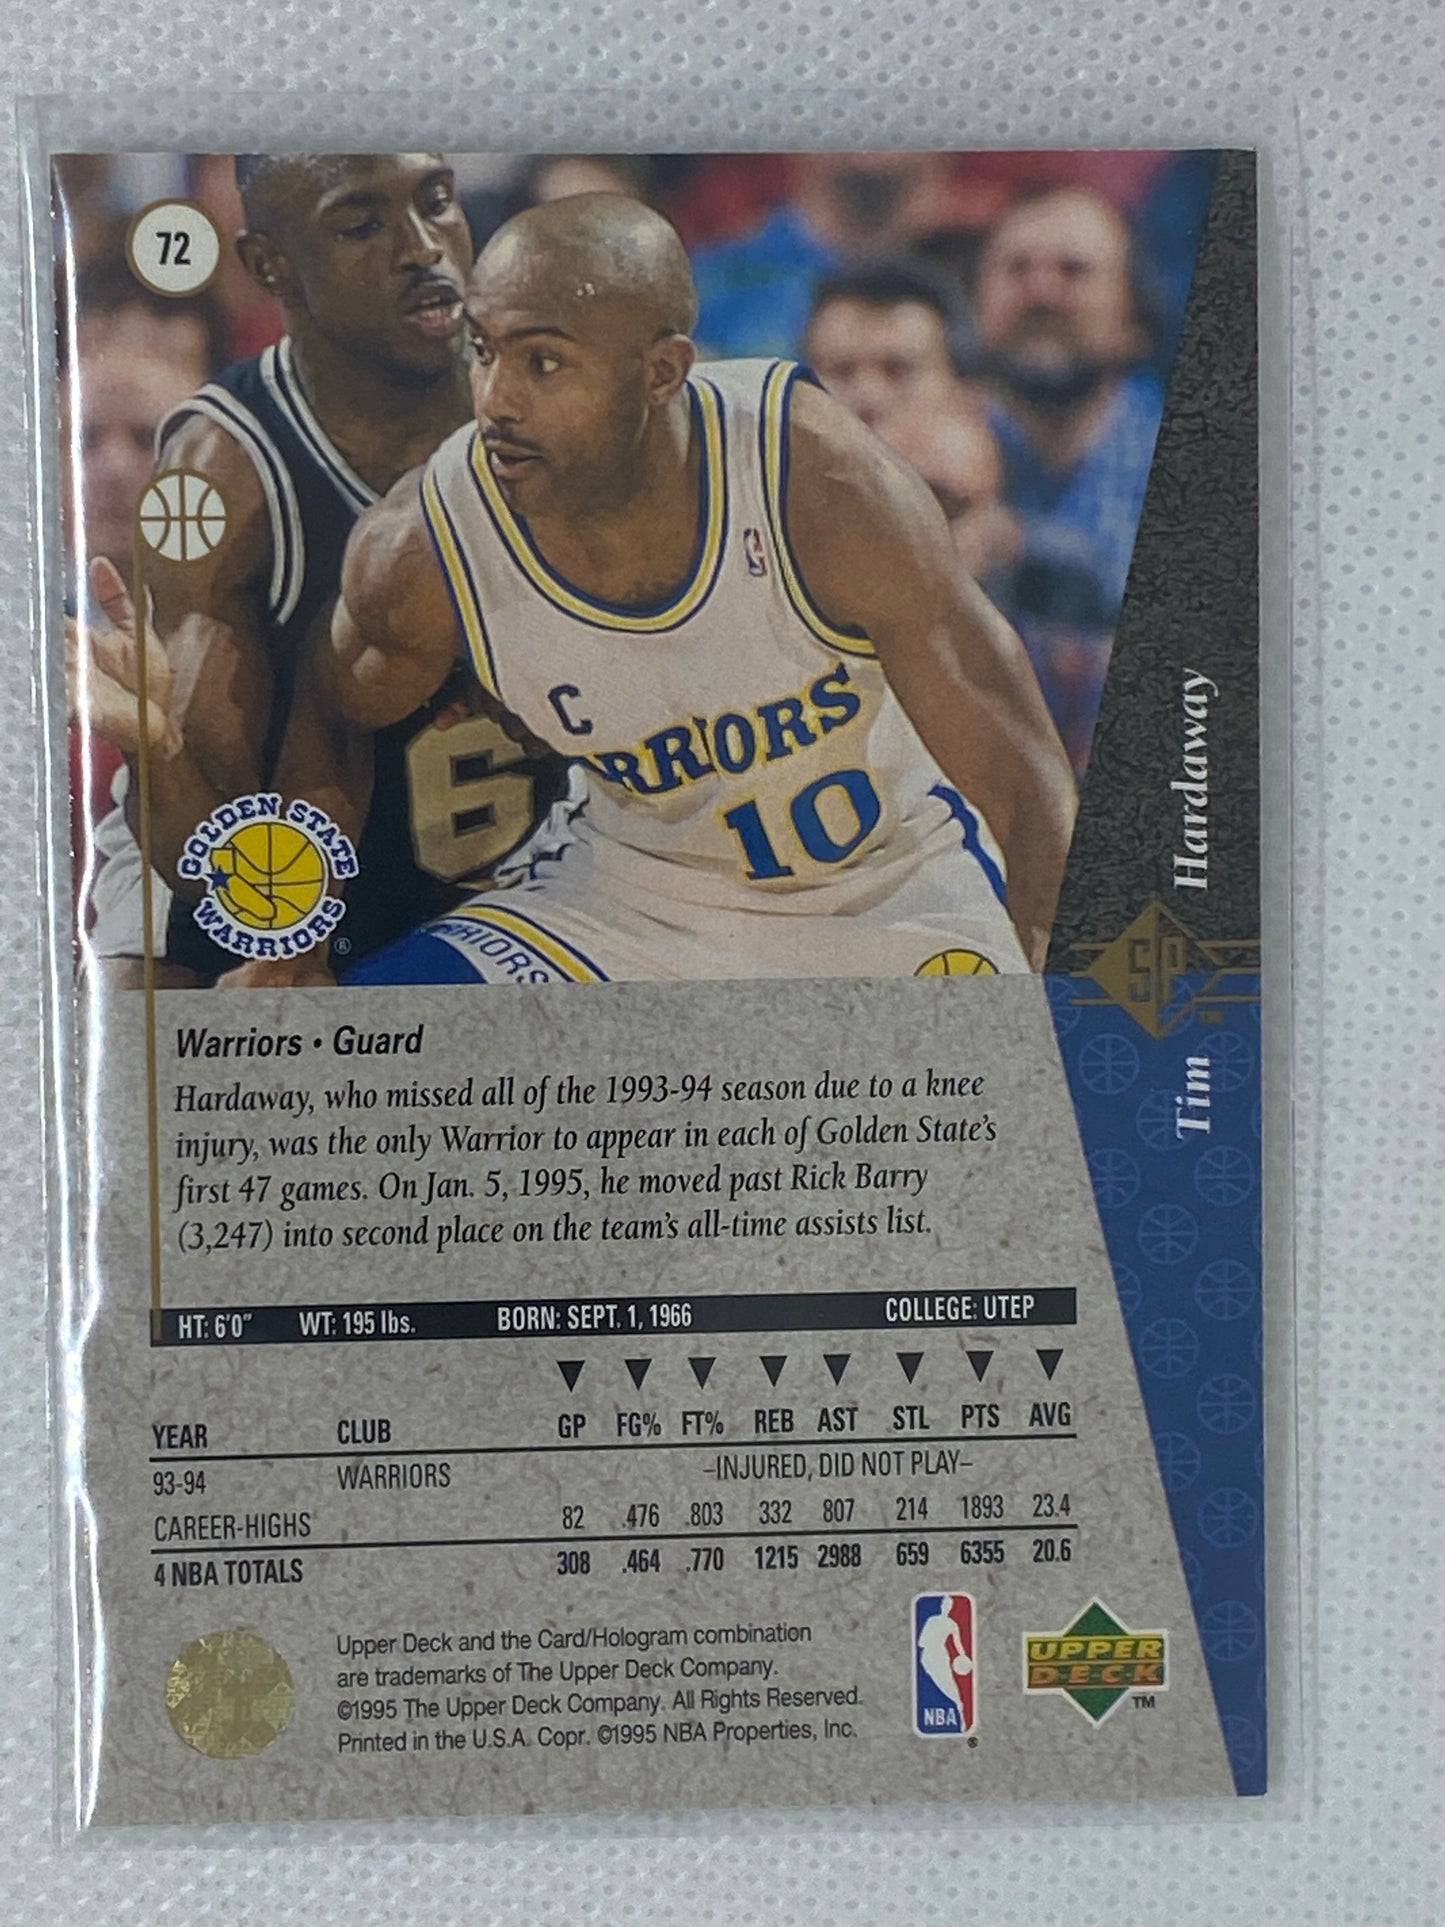 72
C
WARRIORS
10
6
GOLDEN STATE
WARRIORS
®
WARRIORS
Tim Hardaway
SP
TM
Warriors • Guard
Hardaway, who missed all of the 1993-94 season due to a knee
injury, was the only Warrior to appear in each of Golden State's
first 47 games. On Jan. 5, 1995, he moved past Rick Barry
(3,247) into second place on the team's all-time assists list.
HT: 6'0" WT: 195 lbs. BORN: SEPT. 1, 1966 COLLEGE: UTEP
YEAR CLUB GP FG% FT% REB AST STL PTS AVG
93-94 WARRIORS –INJURED, DID NOT PLAY–
CAREER-HIGHS 82 .476 .803 332 807 214 1893 23.4
4 NBA TOTALS 308 .464 .770 1215 2988 659 6355 20.6
Upper Deck and the Card/Hologram combination
are trademarks of The Upper Deck Company.
©1995 The Upper Deck Company. All Rights Reserved.
Printed in the U.S.A. Copr. ©1995 NBA Properties, Inc.
NBA
®
UPPER
DECK
TM